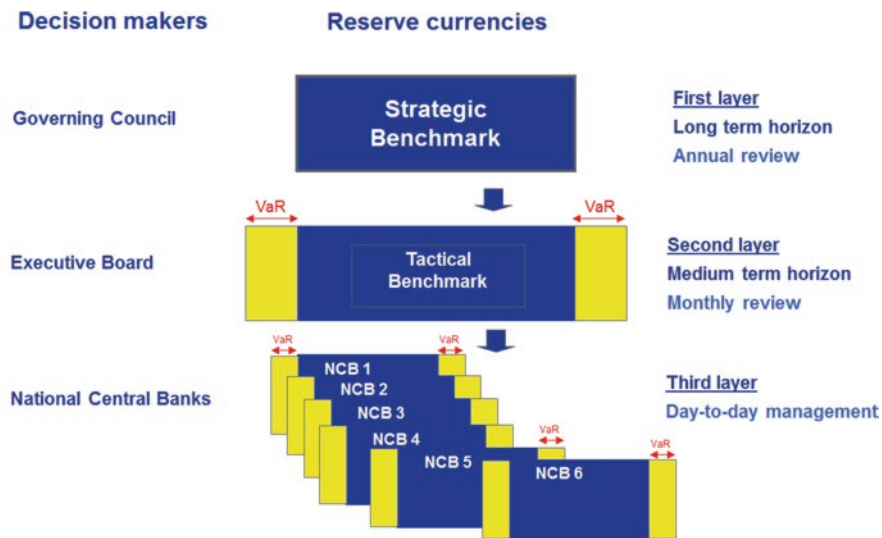 Decision makers
Reserve currencies
Governing Council
Strategic
Benchmark
First layer
Long term horizon
Annual review
VaR
VaR
Executive Board
Tactical
Benchmark
Second layer
Medium term horizon
Monthly review
VaR
VaR
National Central Banks
NCB 1
NCB 2
NCB 3
NCB 4
VaR
VaR
NCB 5
NCB 6
Third layer
Day-to-day management